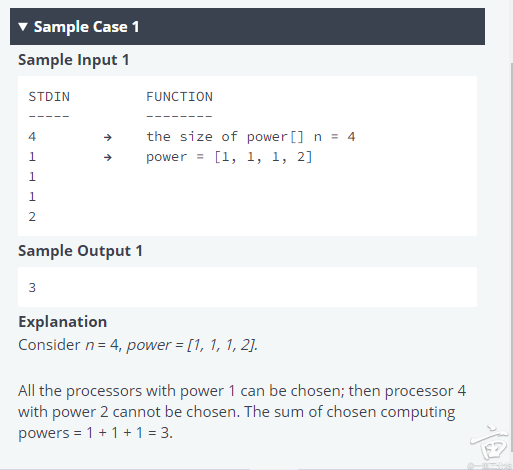 ▼ Sample Case 1
Sample Input 1
STDIN FUNCTION
----- --------
4 → the size of power[] n = 4
1 → power = [1, 1, 1, 2]
1
1
2
Sample Output 1
3
Explanation
Consider n = 4, power = [1, 1, 1, 2].
All the processors with power 1 can be chosen; then processor 4
with power 2 cannot be chosen. The sum of chosen computing
powers = 1 + 1 + 1 = 3.